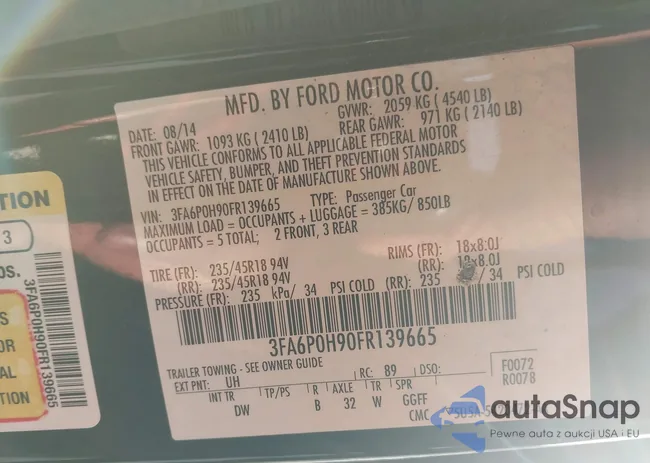 MFD. BY FORD MOTOR CO.
DATE: 08/14 GVWR: 2059 KG (4540 LB)
FRONT GAWR: 1093 KG (2410 LB) REAR GAWR: 971 KG (2140 LB)
THIS VEHICLE CONFORMS TO ALL APPLICABLE FEDERAL MOTOR
VEHICLE SAFETY, BUMPER, AND THEFT PREVENTION STANDARDS
IN EFFECT ON THE DATE OF MANUFACTURE SHOWN ABOVE.
VIN: 3FA6P0H90FR139665 TYPE: Passenger Car
MAXIMUM LOAD = OCCUPANTS + LUGGAGE = 385KG/ 850LB
OCCUPANTS = 5 TOTAL; 2 FRONT, 3 REAR
TIRE (FR): 235/45R18 94V RIMS (FR): 18x8.0J
(RR): 235/45R18 94V (RR): 18x8.0J
PRESSURE (FR): 235 kPa/ 34 PSI COLD (RR): 235 / 34 PSI COLD
3FA6P0H90FR139665
TRAILER TOWING - SEE OWNER GUIDE
EXT PNT: UH RC: 89 DSO: F0072
R0078
INT TR TP/PS R AXLE TR SPR
DW B 32 W GGFF
CMC
TION
3
DS.
S
OR
AL
TION
3FA6P0H90FR139665
autoSnap
Pewne auta z aukcji USA i EU